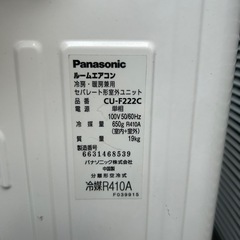 Panasonic
ルームエアコン
冷房・暖房兼用
セパレート形室外ユニット
品番 CU-F222C
電源 単相
100V 50/60Hz
冷媒 650g R410A
(室内+室外)
質量 19kg
製造番号
6631468539
パナソニック株式会社
中国製
分離形空冷式
冷媒R410A
F039915